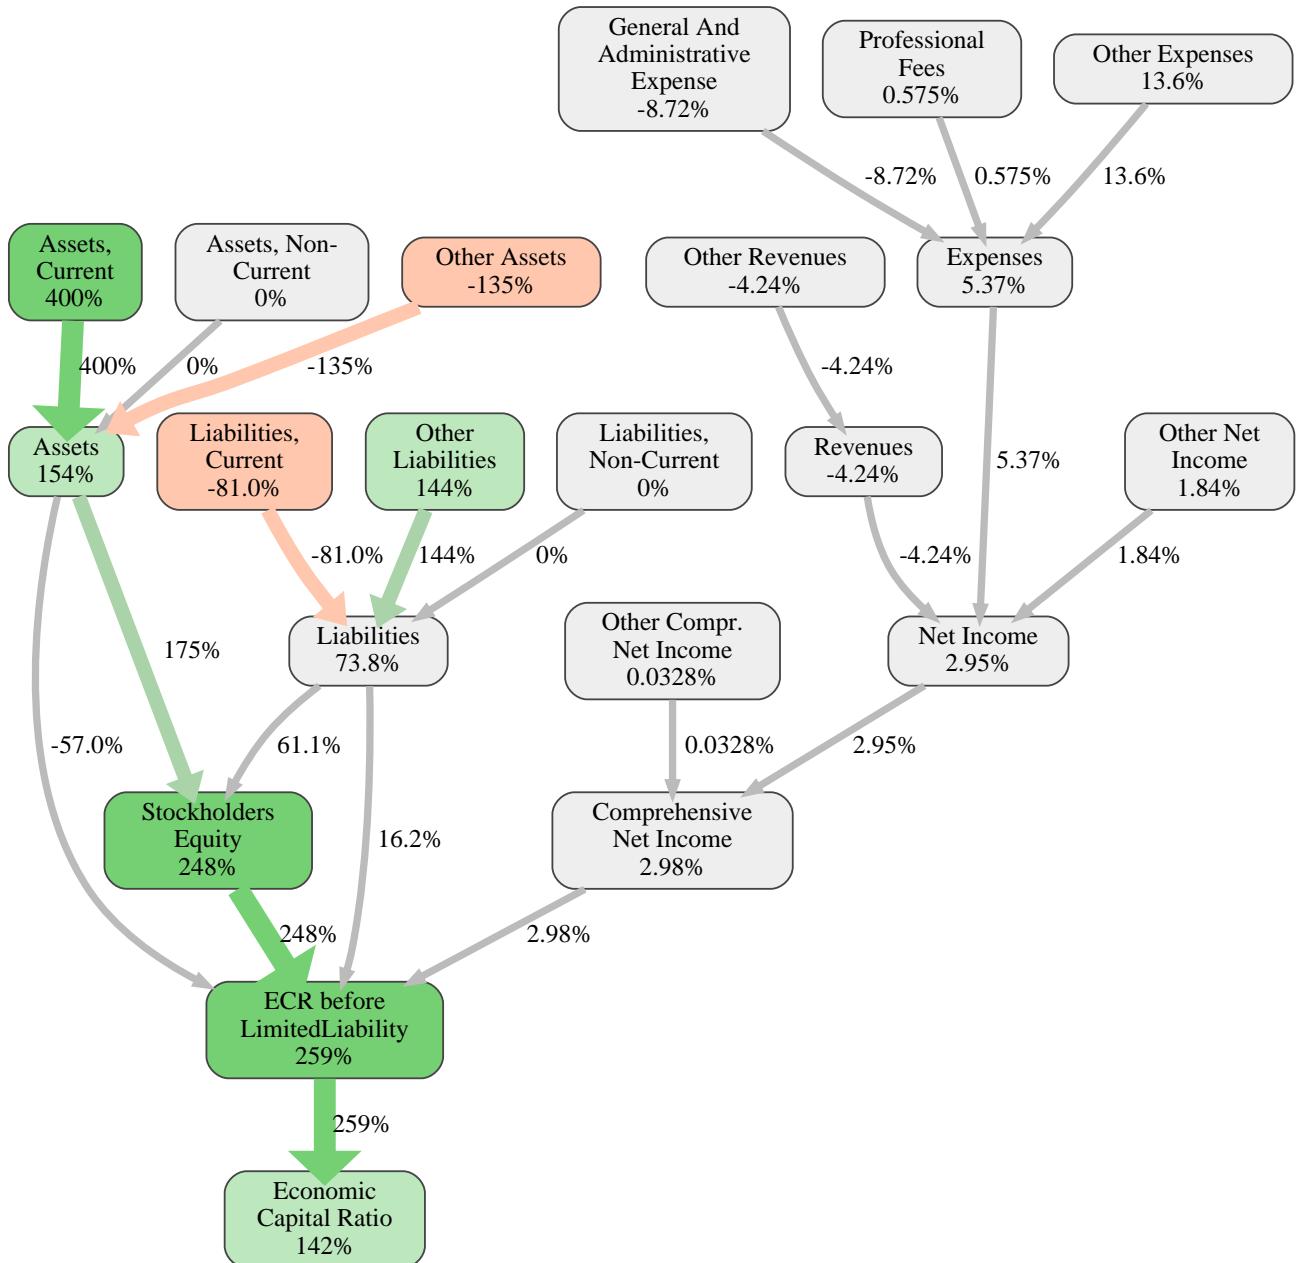 General And
Administrative
Expense
-8.72%
Professional
Fees
0.575%
Other Expenses
13.6%
-8.72%
0.575%
13.6%
Assets,
Current
400%
Assets, Non-
Current
0%
Other Assets
-135%
Other Revenues
-4.24%
Expenses
5.37%
400%
0%
-135%
-4.24%
Assets
154%
Liabilities,
Current
-81.0%
Other
Liabilities
144%
Liabilities,
Non-Current
0%
Revenues
-4.24%
5.37%
Other Net
Income
1.84%
-81.0%
144%
0%
-4.24%
1.84%
175%
Liabilities
73.8%
Other Compr.
Net Income
0.0328%
Net Income
2.95%
-57.0%
61.1%
0.0328%
2.95%
Stockholders
Equity
248%
16.2%
Comprehensive
Net Income
2.98%
248%
2.98%
ECR before
LimitedLiability
259%
259%
Economic
Capital Ratio
142%